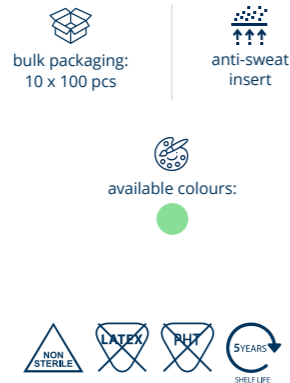 bulk packaging:
10 x 100 pcs
anti-sweat
insert
available colours:
NON
STERILE
LATEX
PHT
5YEARS
SHELF LIFE